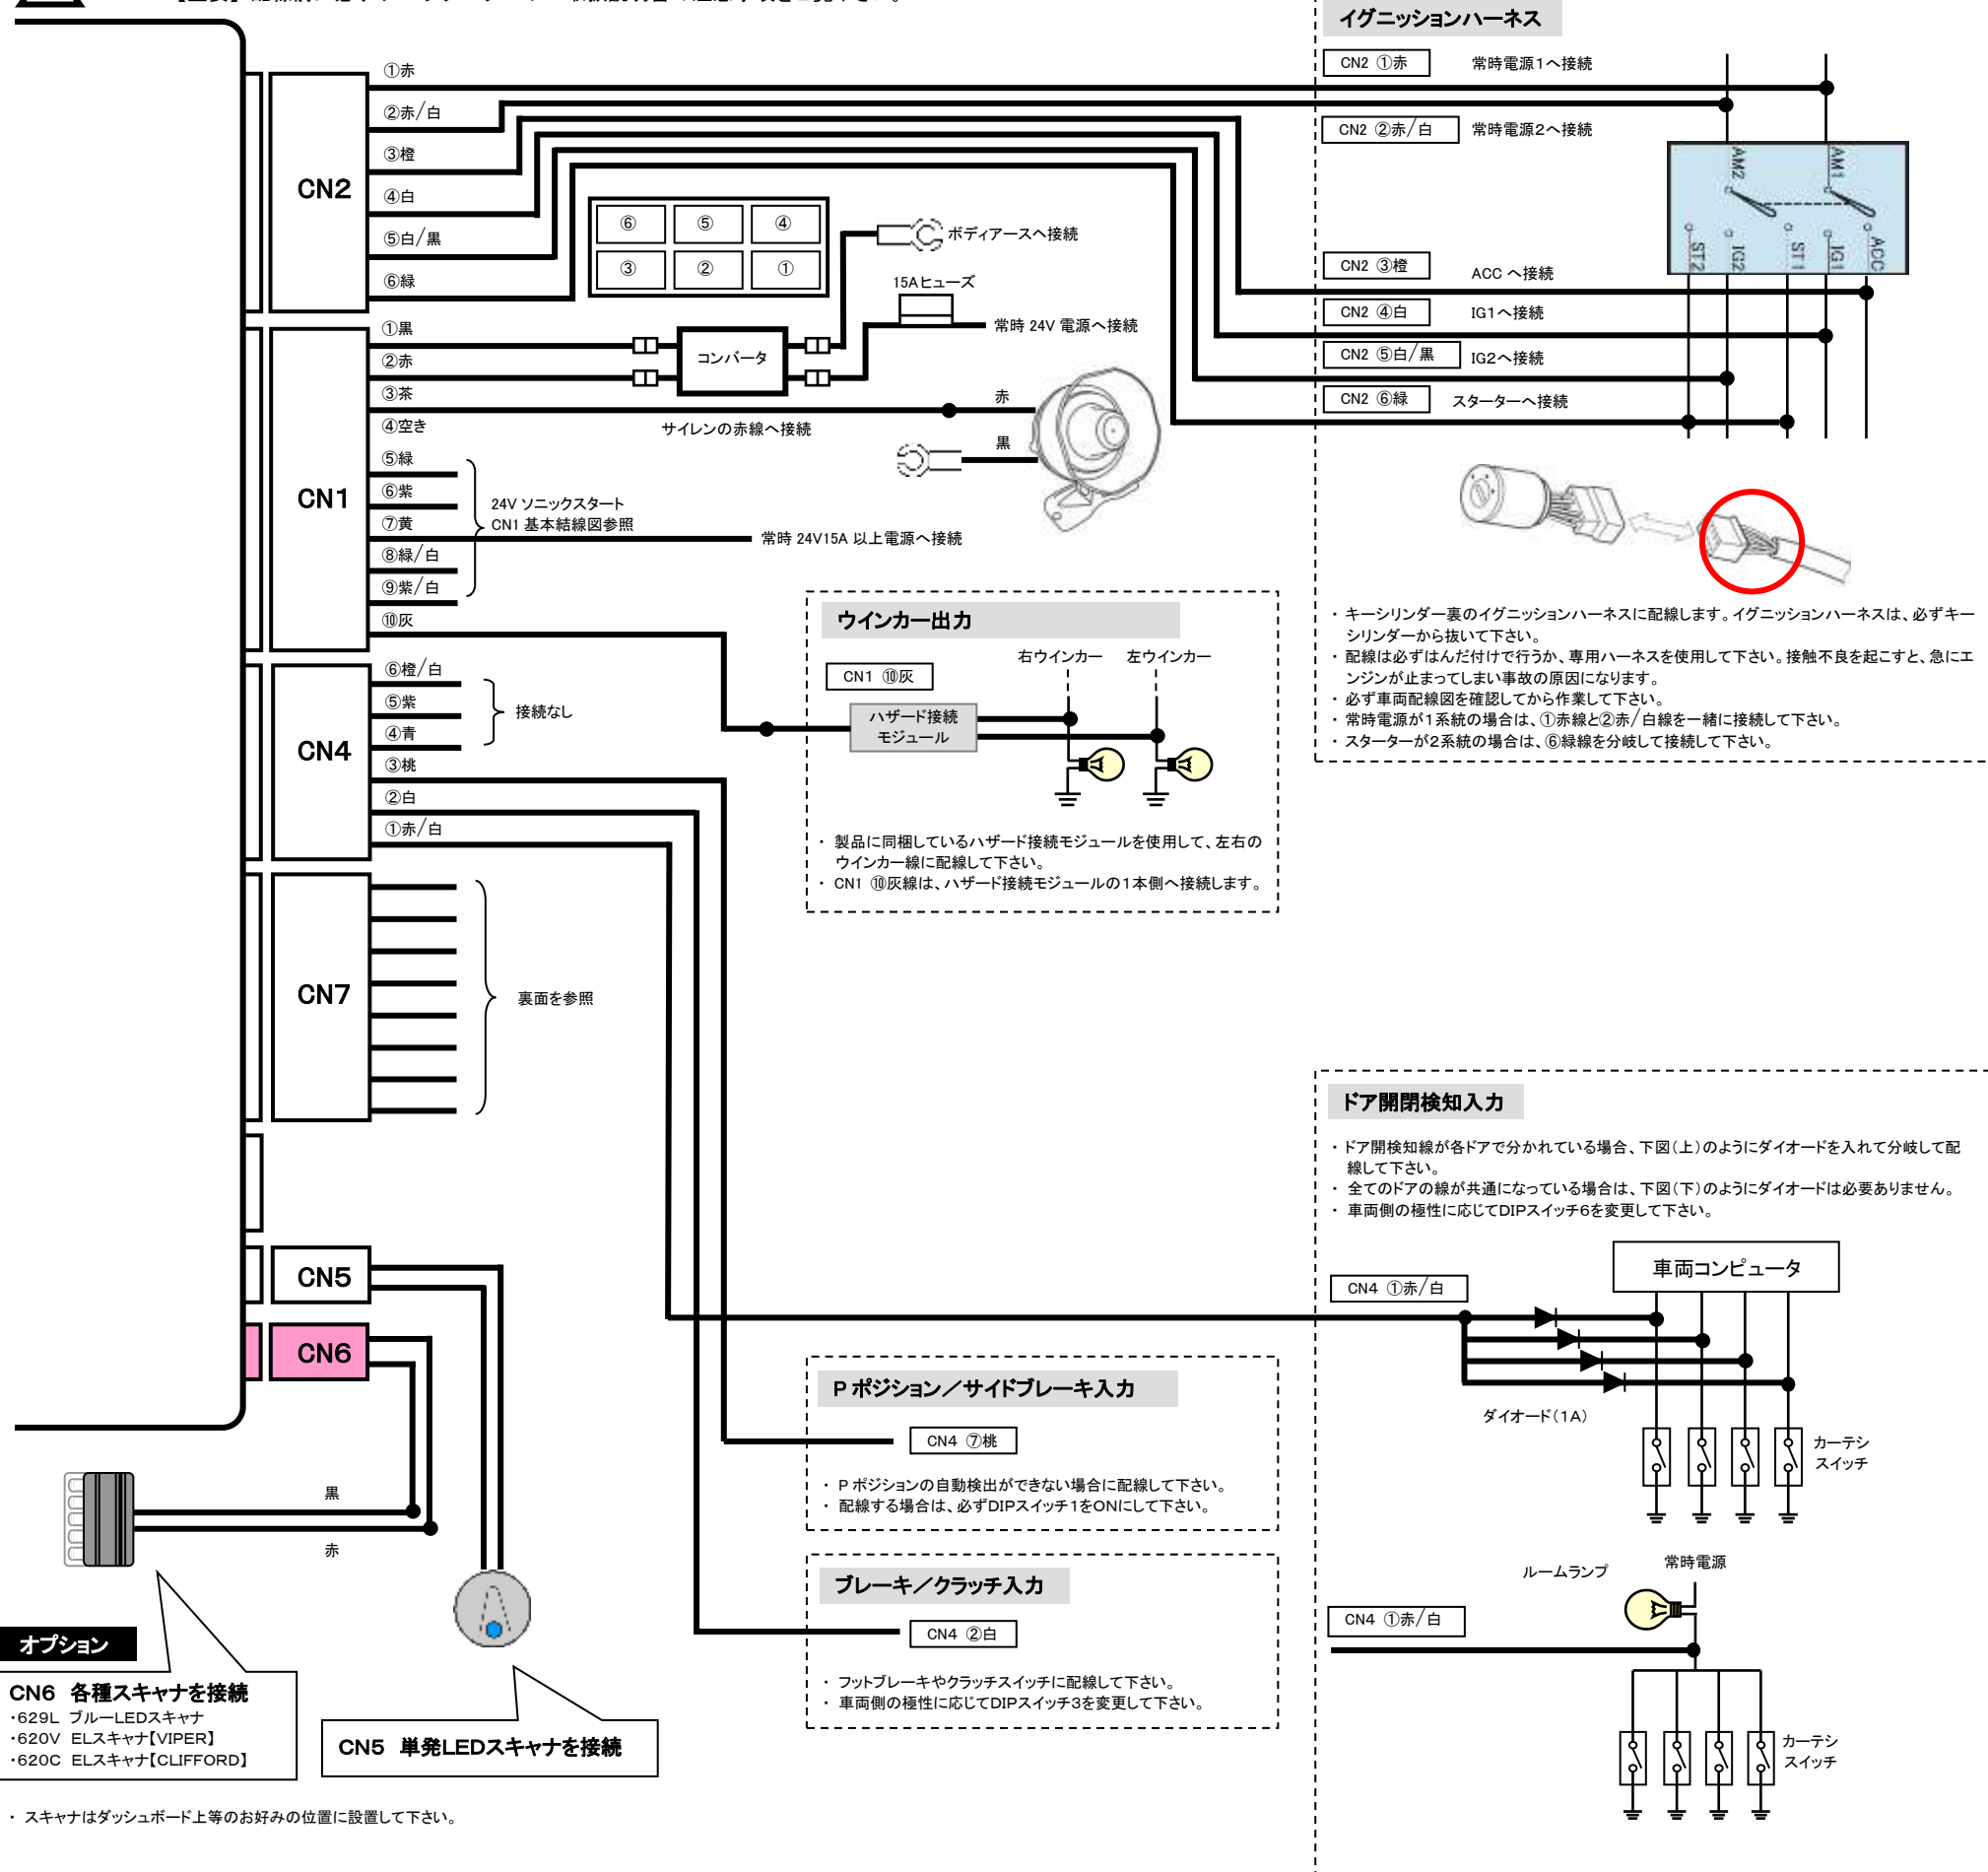 イグニッションハーネス
CN2 ①赤
常時電源1へ接続
CN2 ②赤/白
常時電源2へ接続
AM2
AM1
ST2
IG2
ST1
IG1
ACC
CN2 ③橙
ACC へ接続
CN2 ④白
IG1へ接続
CN2 ⑤白/黒
IG2へ接続
CN2 ⑥緑
スターターへ接続
・ キーシリンダー裏のイグニッションハーネスに配線します。イグニッションハーネスは、必ずキー
シリンダーから抜いて下さい。
・ 配線は必ずはんだ付けで行うか、専用ハーネスを使用して下さい。接触不良を起こすと、急にエ
ンジンが止まってしまい事故の原因になります。
・ 必ず車両配線図を確認してから作業して下さい。
・ 常時電源が1系統の場合は、①赤線と②赤/白線を一緒に接続して下さい。
・ スターターが2系統の場合は、⑥緑線を分岐して接続して下さい。
CN2
①赤
②赤/白
③橙
④白
⑤白/黒
⑥緑
⑥ ⑤ ④
③ ② ①
ボディアースへ接続
15Aヒューズ
常時 24V 電源へ接続
コンバータ
CN1
①黒
②赤
③茶
④空き
⑤緑
⑥紫
⑦黄
⑧緑/白
⑨紫/白
⑩灰
サイレンの赤線へ接続
赤
黒
24V ソニックスタート
CN1 基本結線図参照
常時 24V15A 以上電源へ接続
ウインカー出力
右ウインカー 左ウインカー
CN1 ⑩灰
ハザード接続
モジュール
・ 製品に同梱しているハザード接続モジュールを使用して、左右の
ウインカー線に配線して下さい。
・ CN1 ⑩灰線は、ハザード接続モジュールの1本側へ接続します。
CN4
⑥橙/白
⑤紫
④青
③桃
②白
①赤/白
接続なし
CN7
裏面を参照
CN5
CN6
黒
赤
P ポジション/サイドブレーキ入力
CN4 ⑦桃
・ P ポジションの自動検出ができない場合に配線して下さい。
・ 配線する場合は、必ずDIPスイッチ1をONにして下さい。
ブレーキ/クラッチ入力
CN4 ②白
・ フットブレーキやクラッチスイッチに配線して下さい。
・ 車両側の極性に応じてDIPスイッチ3を変更して下さい。
ドア開閉検知入力
・ ドア開検知線が各ドアで分かれている場合、下図(上)のようにダイオードを入れて分岐して配
線して下さい。
・ 全てのドアの線が共通になっている場合は、下図(下)のようにダイオードは必要ありません。
・ 車両側の極性に応じてDIPスイッチ6を変更して下さい。
車両コンピュータ
CN4 ①赤/白
ダイオード(1A)
カーテシ
スイッチ
ルームランプ
常時電源
CN4 ①赤/白
カーテシ
スイッチ
オプション
CN6 各種スキャナを接続
・629L ブルーLEDスキャナ
・620V ELスキャナ【VIPER】
・620C ELスキャナ【CLIFFORD】
CN5 単発LEDスキャナを接続
・ スキャナはダッシュボード上等のお好みの位置に設置して下さい。